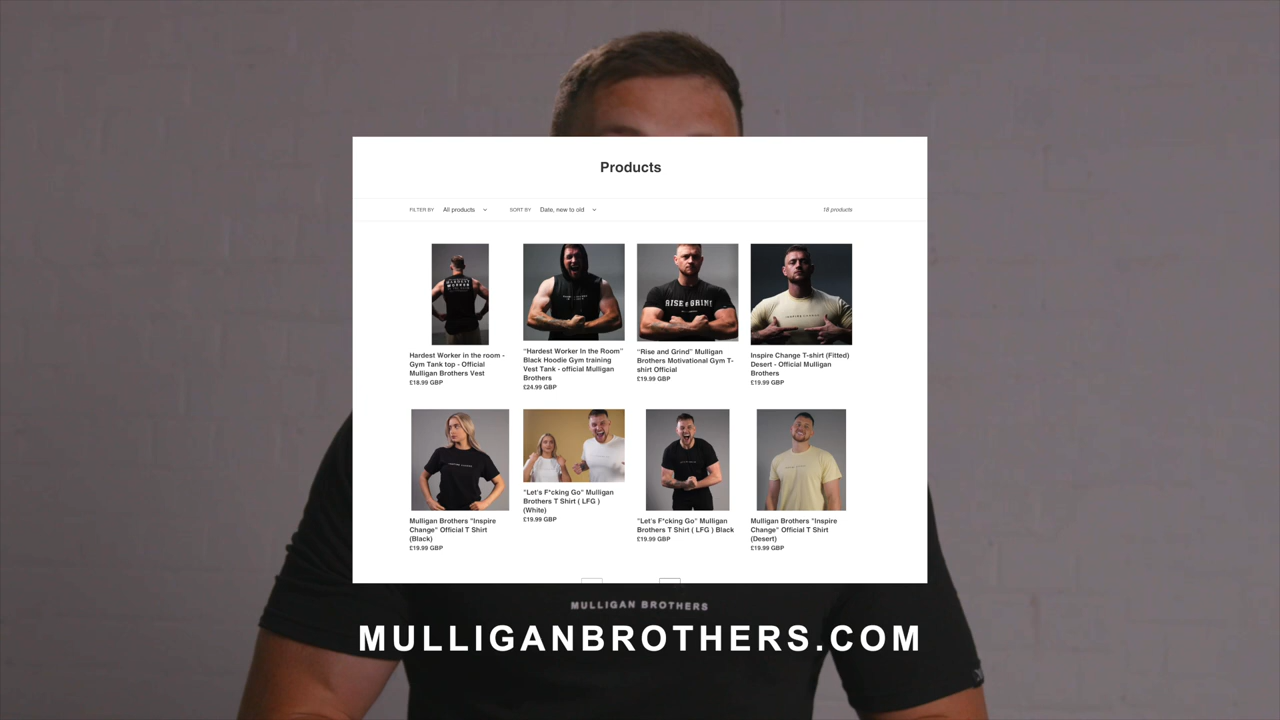 Products
FILTER BY All products SORT BY Date, new to old 18 products
HARDEST
WORKER
RISE & GRIND
INSPIRE CHANGE
Hardest Worker in the room -
Gym Tank top - Official
Mulligan Brothers Vest
£18.99 GBP
“Hardest Worker In the Room”
Black Hoodie Gym training
Vest Tank - official Mulligan
Brothers
£24.99 GBP
“Rise and Grind” Mulligan
Brothers Motivational Gym T-
shirt Official
£19.99 GBP
Inspire Change T-shirt (Fitted)
Desert - Official Mulligan
Brothers
£19.99 GBP
Mulligan Brothers "Inspire
Change" Official T Shirt
(Black)
£19.99 GBP
"Let's F*cking Go" Mulligan
Brothers T Shirt ( LFG )
(White)
£19.99 GBP
"Let's F*cking Go" Mulligan
Brothers T Shirt ( LFG ) Black
£19.99 GBP
Mulligan Brothers "Inspire
Change" Official T Shirt
(Desert)
£19.99 GBP
MULLIGAN BROTHERS
MULLIGANBROTHERS.COM